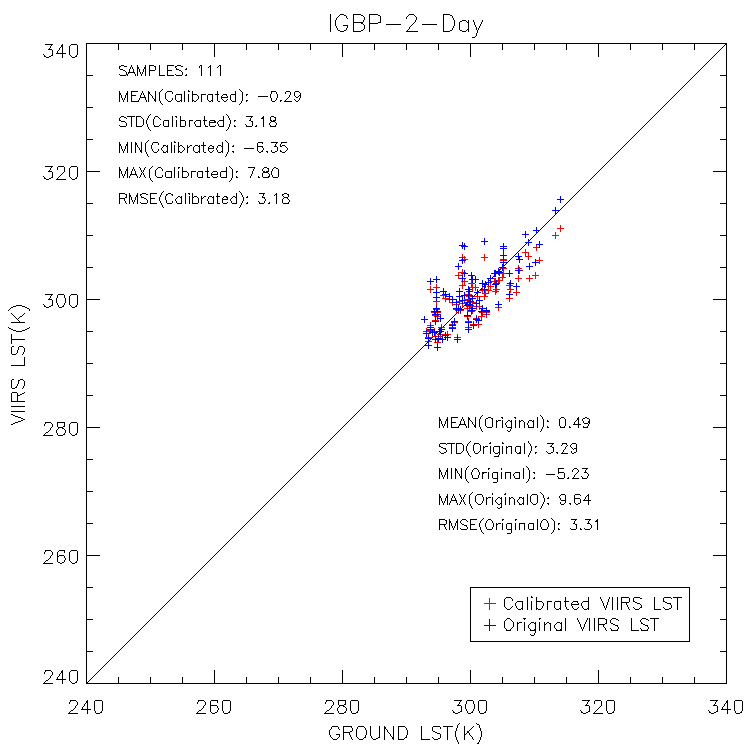 IGBP-2-Day
340
SAMPLES: 111
MEAN(Calibrated): -0.29
STD(Calibrated): 3.18
MIN(Calibrated): -6.35
MAX(Calibrated): 7.80
RMSE(Calibrated): 3.18
320
300
VIIRS LST(K)
280
MEAN(Original): 0.49
STD(Original): 3.29
MIN(Original): -5.23
MAX(OriginalO): 9.64
RMSE(OriginalO): 3.31
260
+ Calibrated VIIRS LST
+ Original VIIRS LST
240
240 260 280 300 320 340
GROUND LST(K)